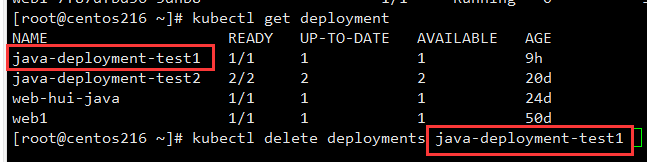 [root@centos216 ~]# kubectl get deployment
NAME READY UP-TO-DATE AVAILABLE AGE
java-deployment-test1 1/1 1 1 9h
java-deployment-test2 2/2 2 2 20d
web-hui-java 1/1 1 1 24d
web1 1/1 1 1 50d
[root@centos216 ~]# kubectl delete deployments java-deployment-test1